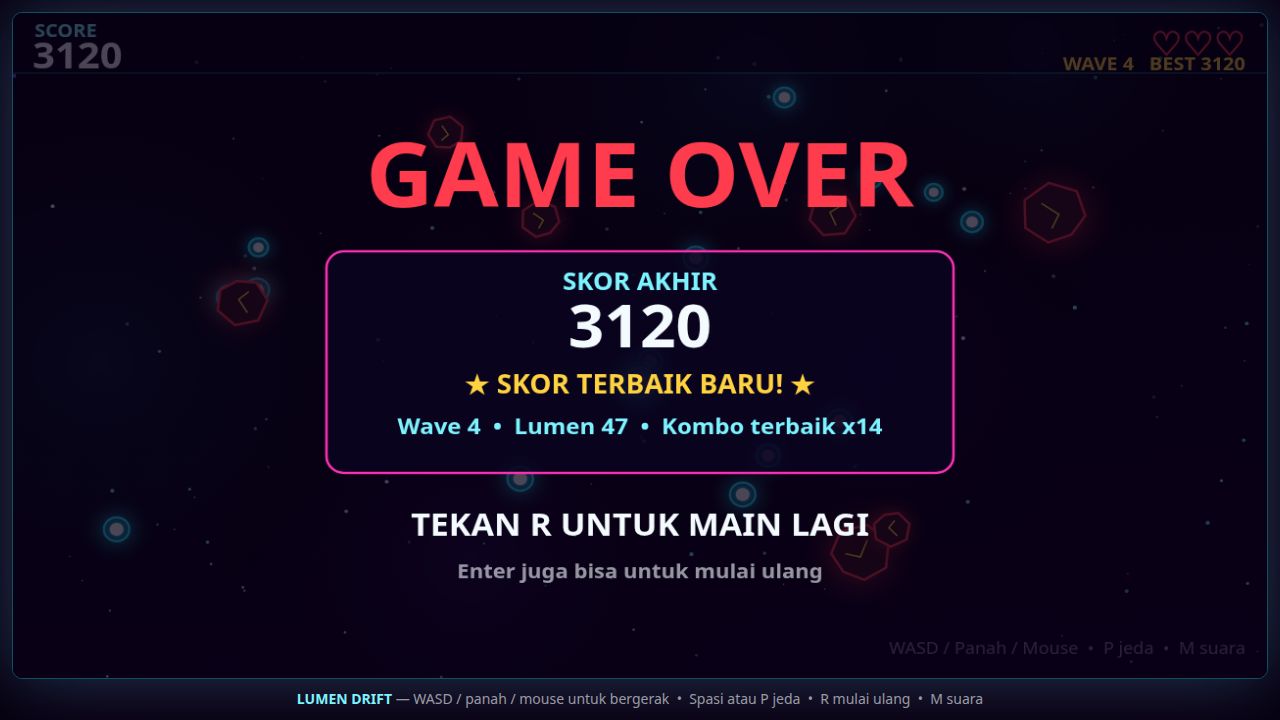 SCORE
3120
♡♡♡
WAVE 4 BEST 3120
GAME OVER
SKOR AKHIR
3120
★ SKOR TERBAIK BARU! ★
Wave 4 • Lumen 47 • Kombo terbaik x14
TEKAN R UNTUK MAIN LAGI
Enter juga bisa untuk mulai ulang
WASD / Panah / Mouse • P jeda • M suara
LUMEN DRIFT — WASD / panah / mouse untuk bergerak • Spasi atau P jeda • R mulai ulang • M suara